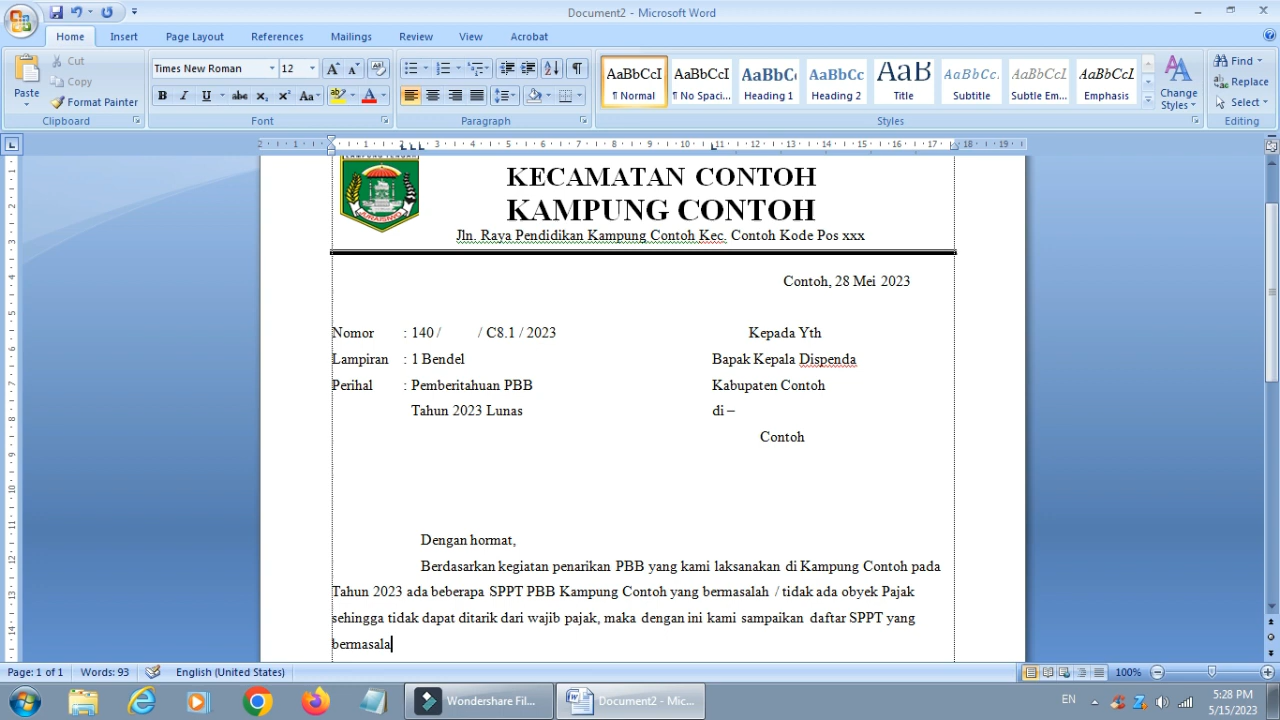 Document2 - Microsoft Word
Home Insert Page Layout References Mailings Review View Acrobat
Paste
Cut
Copy
Format Painter
Clipboard
Times New Roman 12
Font
Paragraph
AaBbCcI AaBbCcI AaBbCc AaBbCc AaB AaBbCc. AaBbCcI AaBbCcI
¶ Normal ¶ No Spaci... Heading 1 Heading 2 Title Subtitle Subtle Em... Emphasis
Change Styles
Styles
Find
Replace
Select
Editing
KECAMATAN CONTOH
KAMPUNG CONTOH
Jln. Raya Pendidikan Kampung Contoh Kec. Contoh Kode Pos xxx
Contoh, 28 Mei 2023
Nomor : 140 / / C8.1 / 2023 Kepada Yth
Lampiran : 1 Bendel Bapak Kepala Dispenda
Perihal : Pemberitahuan PBB Kabupaten Contoh
Tahun 2023 Lunas di –
Contoh
Dengan hormat,
Berdasarkan kegiatan penarikan PBB yang kami laksanakan di Kampung Contoh pada
Tahun 2023 ada beberapa SPPT PBB Kampung Contoh yang bermasalah / tidak ada obyek Pajak
sehingga tidak dapat ditarik dari wajib pajak, maka dengan ini kami sampaikan daftar SPPT yang
bermasala
Page: 1 of 1 Words: 93 English (United States) 100%
Wondershare Fil... Document2 - Mic... EN 5:28 PM
5/15/2023